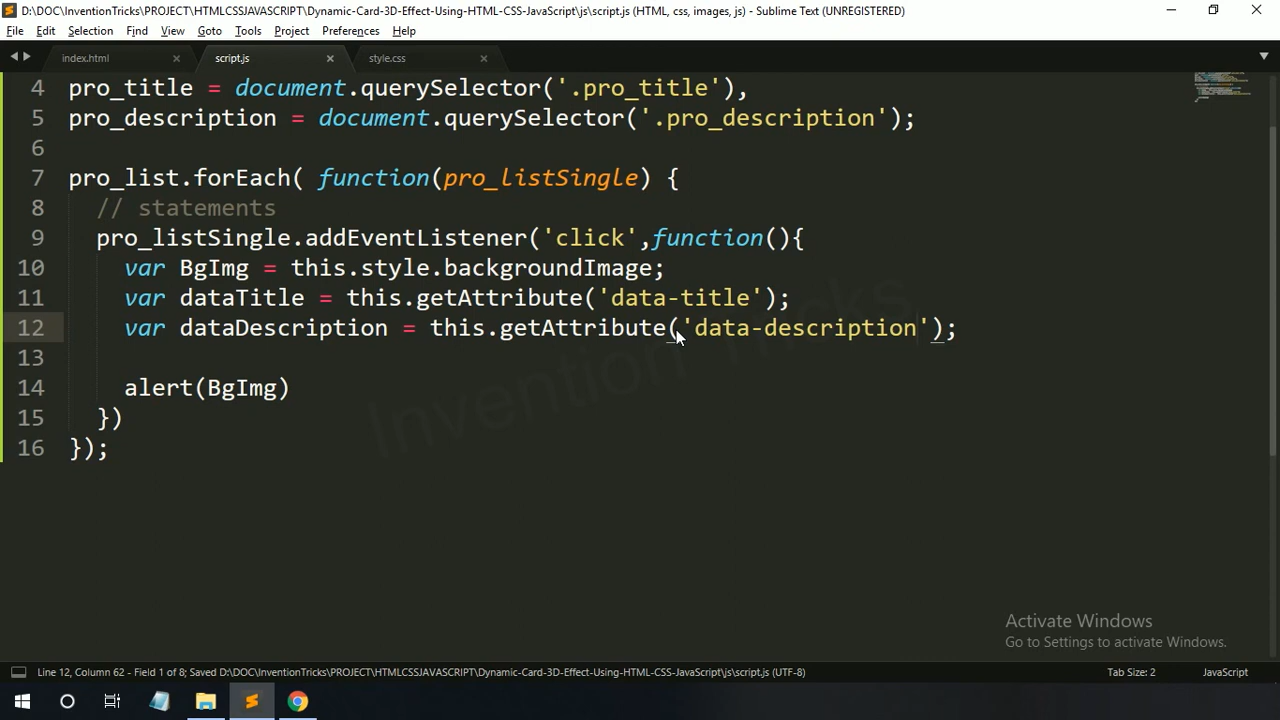 D:\DOC\InventionTricks\PROJECT\HTMLCSSJAVASCRIPT\Dynamic-Card-3D-Effect-Using-HTML-CSS-JavaScript\js\script.js (HTML, css, images, js) - Sublime Text (UNREGISTERED)
File Edit Selection Find View Goto Tools Project Preferences Help
index.html script.js style.css
4 pro_title = document.querySelector('.pro_title'),
5 pro_description = document.querySelector('.pro_description');
6
7 pro_list.forEach( function(pro_listSingle) {
8 // statements
9 pro_listSingle.addEventListener('click',function(){
10 var BgImg = this.style.backgroundImage;
11 var dataTitle = this.getAttribute('data-title');
12 var dataDescription = this.getAttribute('data-description');
13
14 alert(BgImg)
15 })
16 });
Invention Tricks
Activate Windows
Go to Settings to activate Windows.
Line 12, Column 62 - Field 1 of 8; Saved D:\DOC\InventionTricks\PROJECT\HTMLCSSJAVASCRIPT\Dynamic-Card-3D-Effect-Using-HTML-CSS-JavaScript\js\script.js (UTF-8) Tab Size: 2 JavaScript